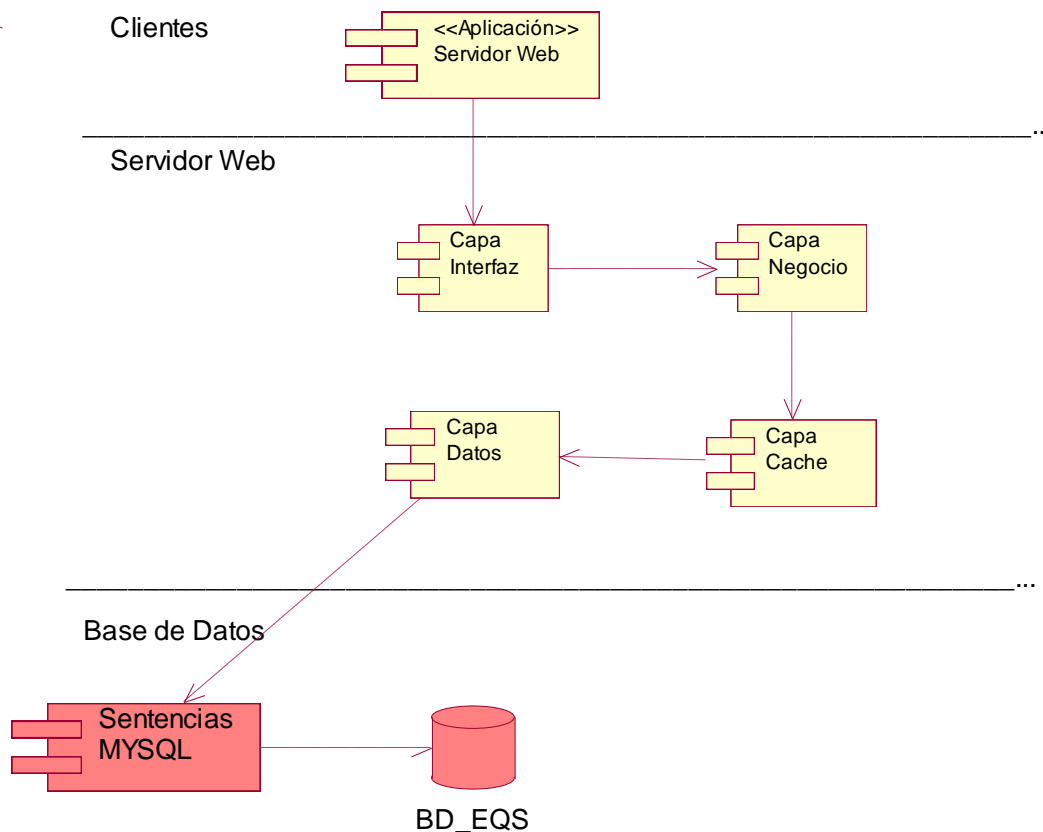 Clientes
<<Aplicación>>
Servidor Web
Servidor Web
Capa
Interfaz
Capa
Negocio
Capa
Datos
Capa
Cache
Base de Datos
Sentencias
MYSQL
BD_EQS